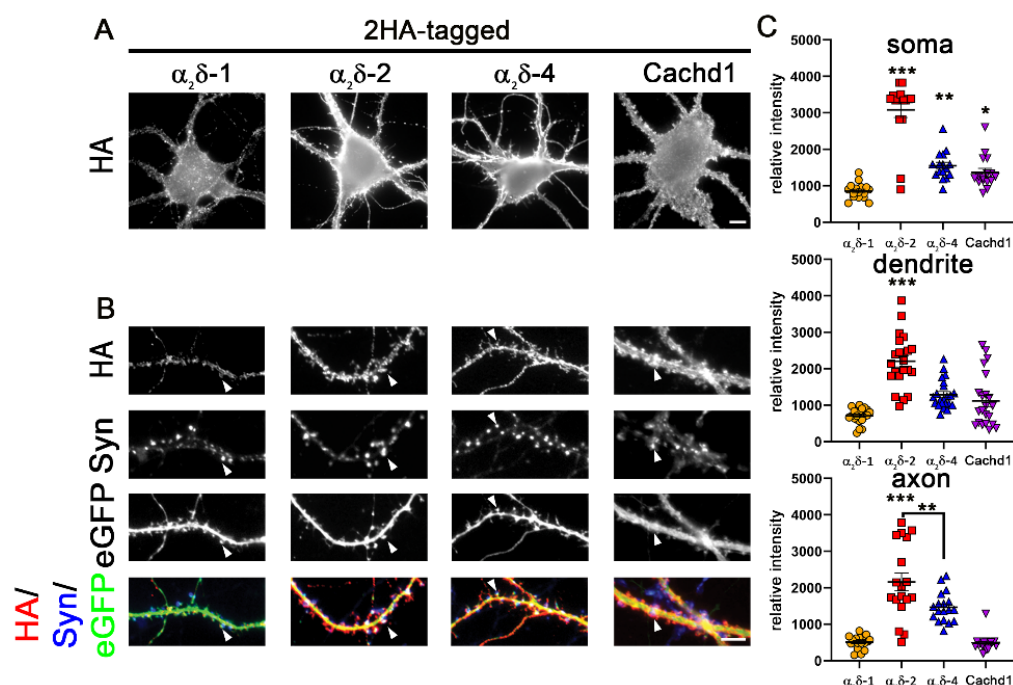 A
2HA-tagged
α₂δ-1 α₂δ-2 α₂δ-4 Cachd1
HA
B
HA
Syn
eGFP
HA/
Syn/
eGFP
C
soma
relative intensity
5000
4000
3000
2000
1000
0
***
**
*
α₂δ-1 α₂δ-2 α₂δ-4 Cachd1
dendrite
relative intensity
5000
4000
3000
2000
1000
0
***
α₂δ-1 α₂δ-2 α₂δ-4 Cachd1
axon
relative intensity
5000
4000
3000
2000
1000
0
***
**
α₂δ-1 α₂δ-2 α₂δ-4 Cachd1